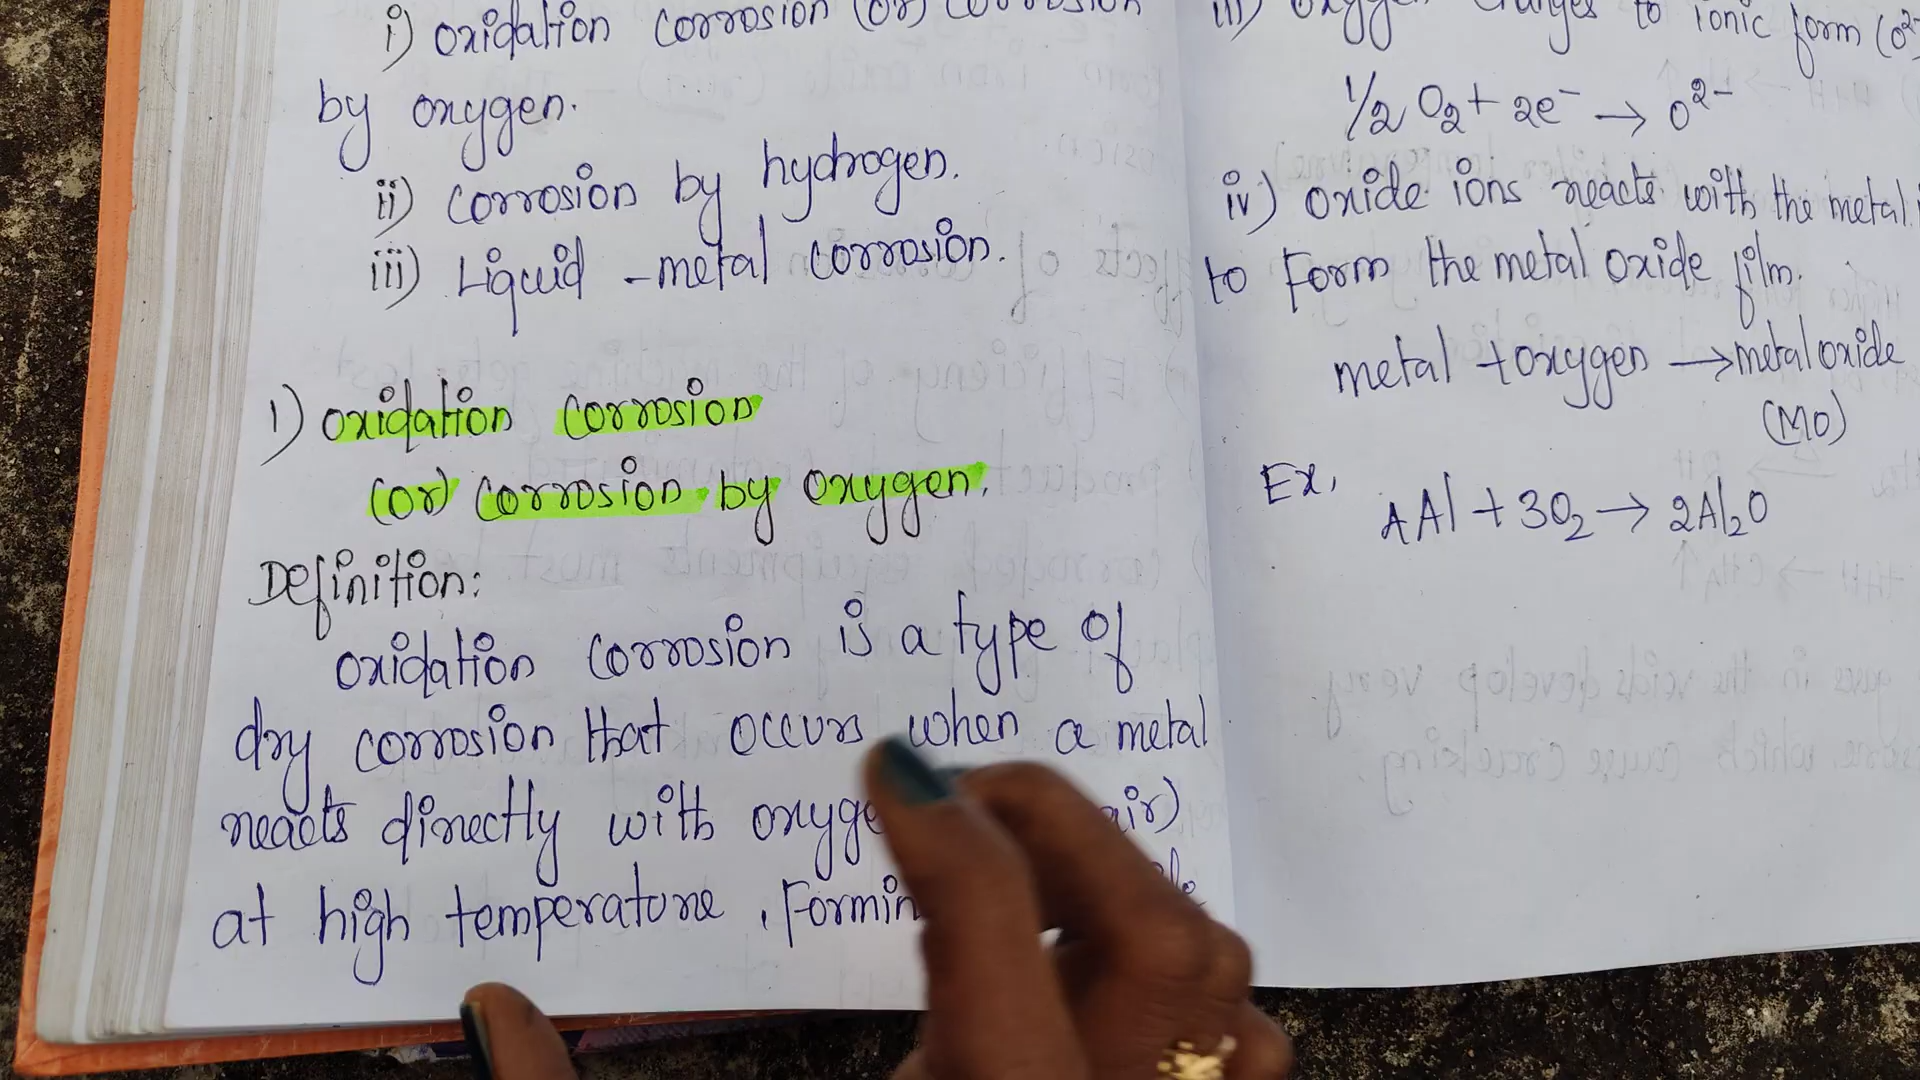 i) oxidation corrosion (or) corrosion
by oxygen.
ii) corrosion by hydrogen.
iii) Liquid - metal corrosion.
1) oxidation corrosion
(or) corrosion by oxygen.
Definition:
oxidation corrosion is a type of
dry corrosion that occurs when a metal
reacts directly with air)
at high temperature,
iii) oxygen changes to ionic form (O²⁻
1/2 O₂ + 2e⁻ → O²⁻
iv) oxide ions reacts with the metal
to Form the metal oxide film.
metal + oxygen → metal oxide
(MO)
Ex,
4Al + 3O₂ → 2Al₂O